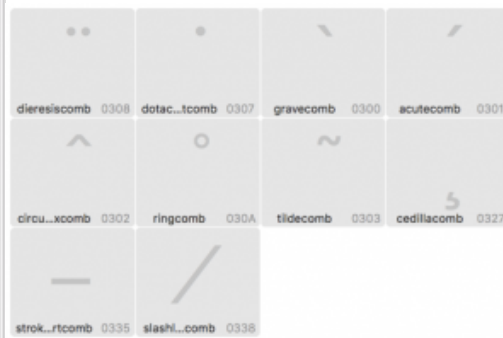 dieresiscomb 0308 dotac...tcomb 0307 gravecomb 0300 acutecomb 0301
circu...xcomb 0302 ringcomb 030A tildecomb 0303 cedillacomb 0327
strok...rtcomb 0335 slashl...comb 0338